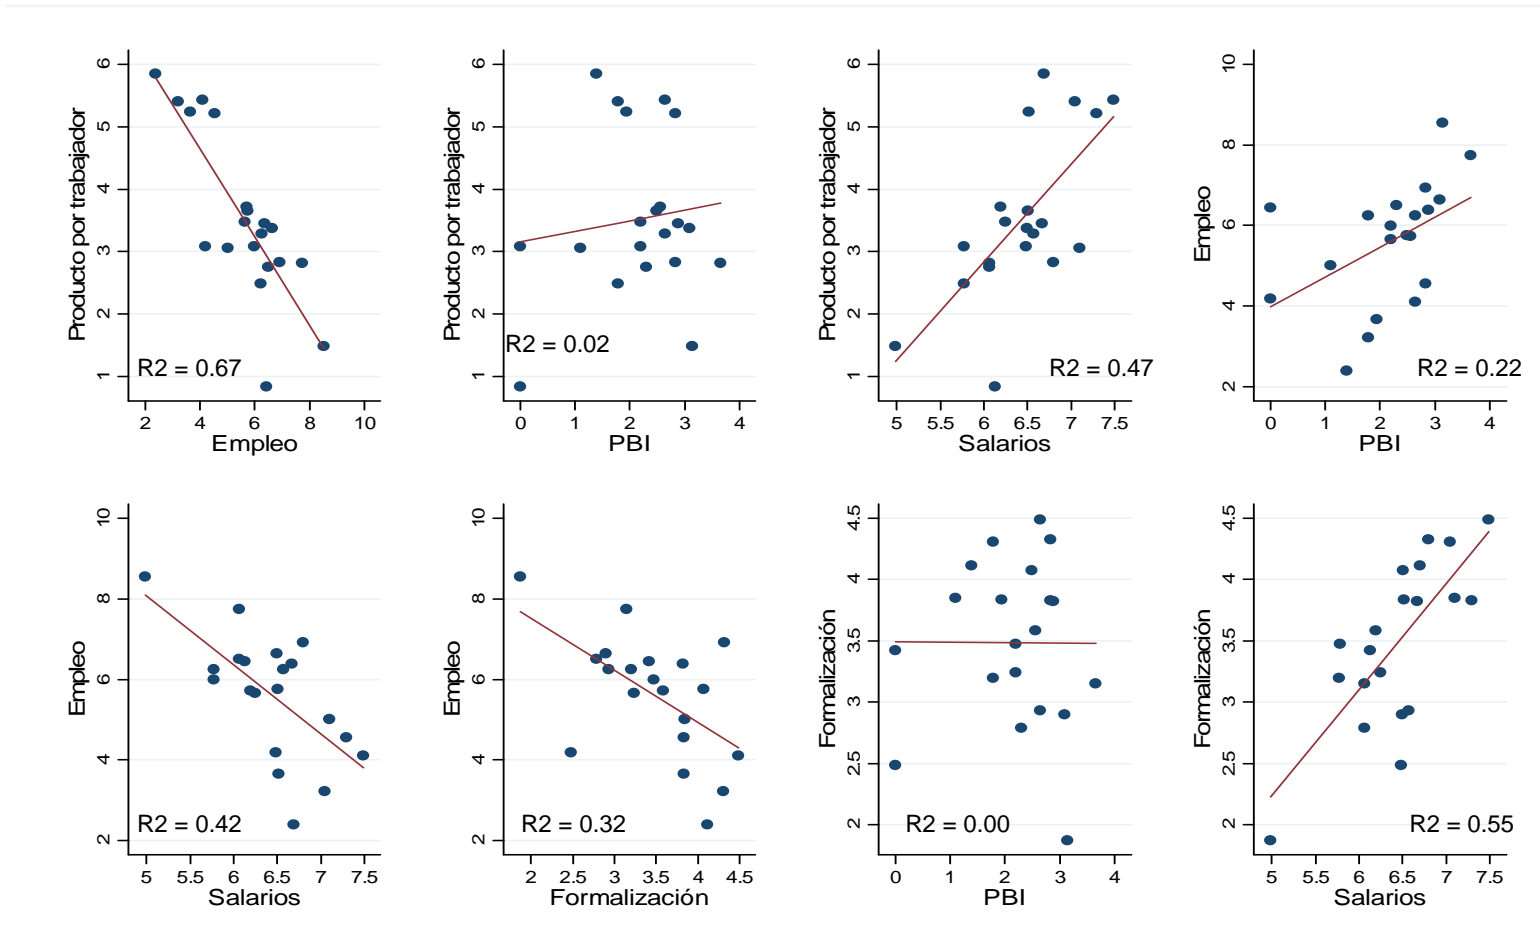 Producto por trabajador
6
5
4
3
2
1
R2 = 0.67
2 4 6 8 10
Empleo
Producto por trabajador
6
5
4
3
2
1
R2 = 0.02
0 1 2 3 4
PBI
Producto por trabajador
6
5
4
3
2
1
R2 = 0.47
5 5.5 6 6.5 7 7.5
Salarios
Empleo
10
8
6
4
2
R2 = 0.22
0 1 2 3 4
PBI
Empleo
10
8
6
4
2
R2 = 0.42
5 5.5 6 6.5 7 7.5
Salarios
Empleo
10
8
6
4
2
R2 = 0.32
2 2.5 3 3.5 4 4.5
Formalización
Formalización
4.5
4
3.5
3
2.5
2
R2 = 0.00
0 1 2 3 4
PBI
Formalización
4.5
4
3.5
3
2.5
2
R2 = 0.55
5 5.5 6 6.5 7 7.5
Salarios